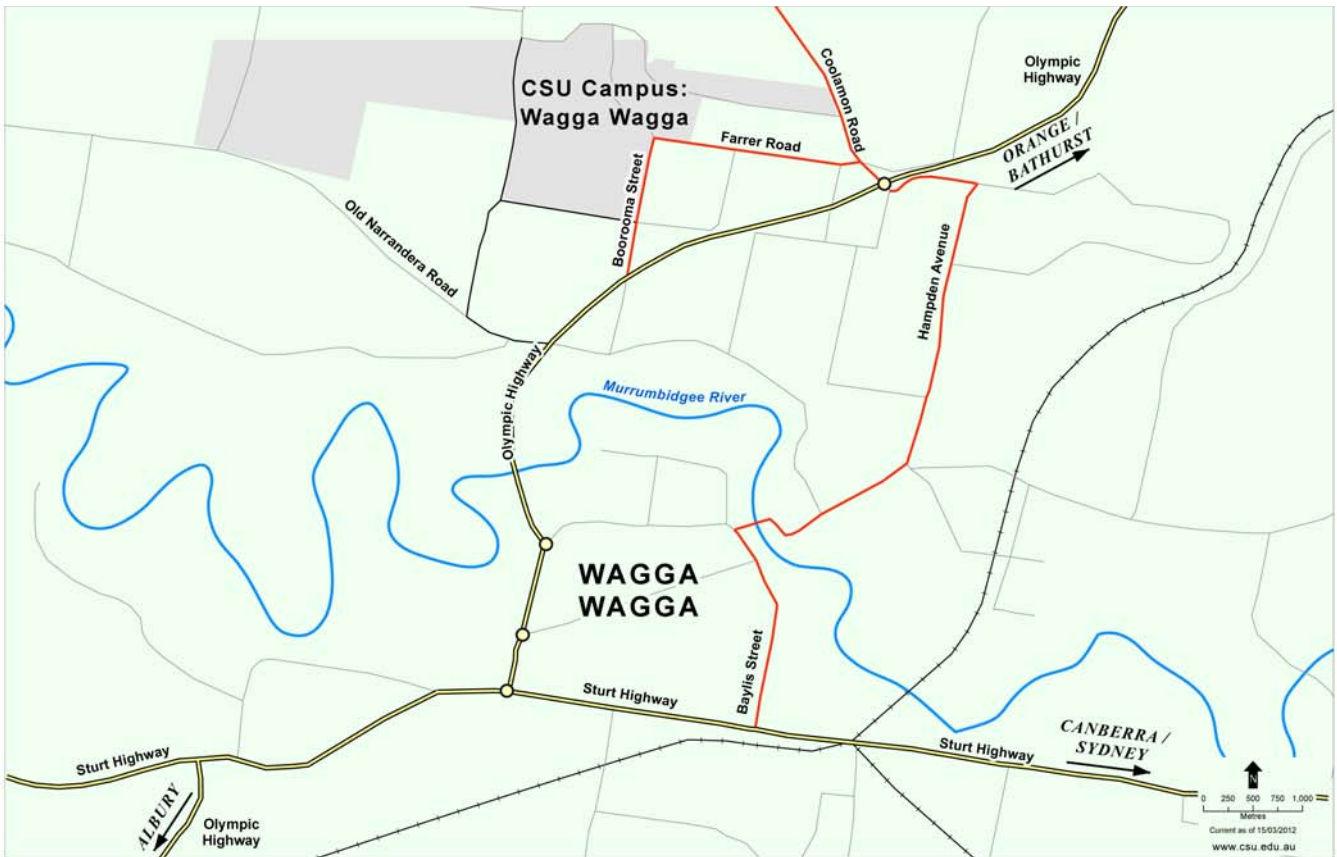 CSU Campus:
Wagga Wagga
Coolamon Road
Olympic
Highway
ORANGE /
BATHURST
Farrer Road
Boorooma Street
Old Narrandera Road
Hampden Avenue
Olympic Highway
Murrumbidgee River
WAGGA
WAGGA
Baylis Street
Sturt Highway
Sturt Highway
Sturt Highway
CANBERRA /
SYDNEY
ALBURY
Olympic
Highway
N
0 250 500 750 1,000
Metres
Current as of 15/03/2012
www.csu.edu.au